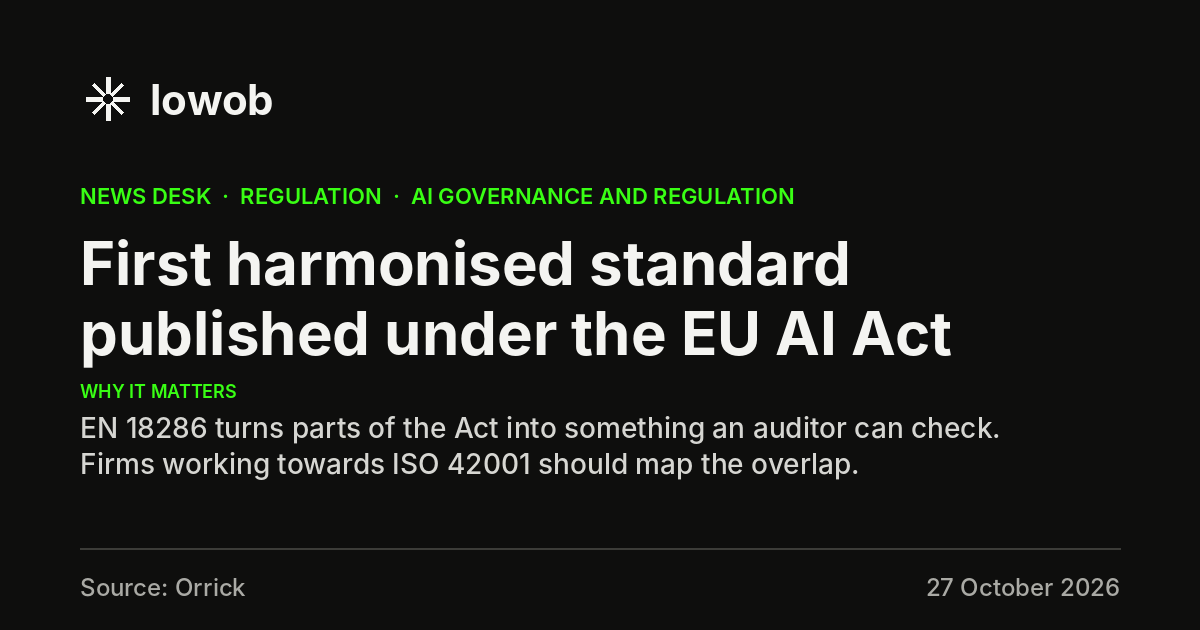 lowob
NEWS DESK · REGULATION · AI GOVERNANCE AND REGULATION
First harmonised standard
published under the EU AI Act
WHY IT MATTERS
EN 18286 turns parts of the Act into something an auditor can check.
Firms working towards ISO 42001 should map the overlap.
Source: Orrick
27 October 2026